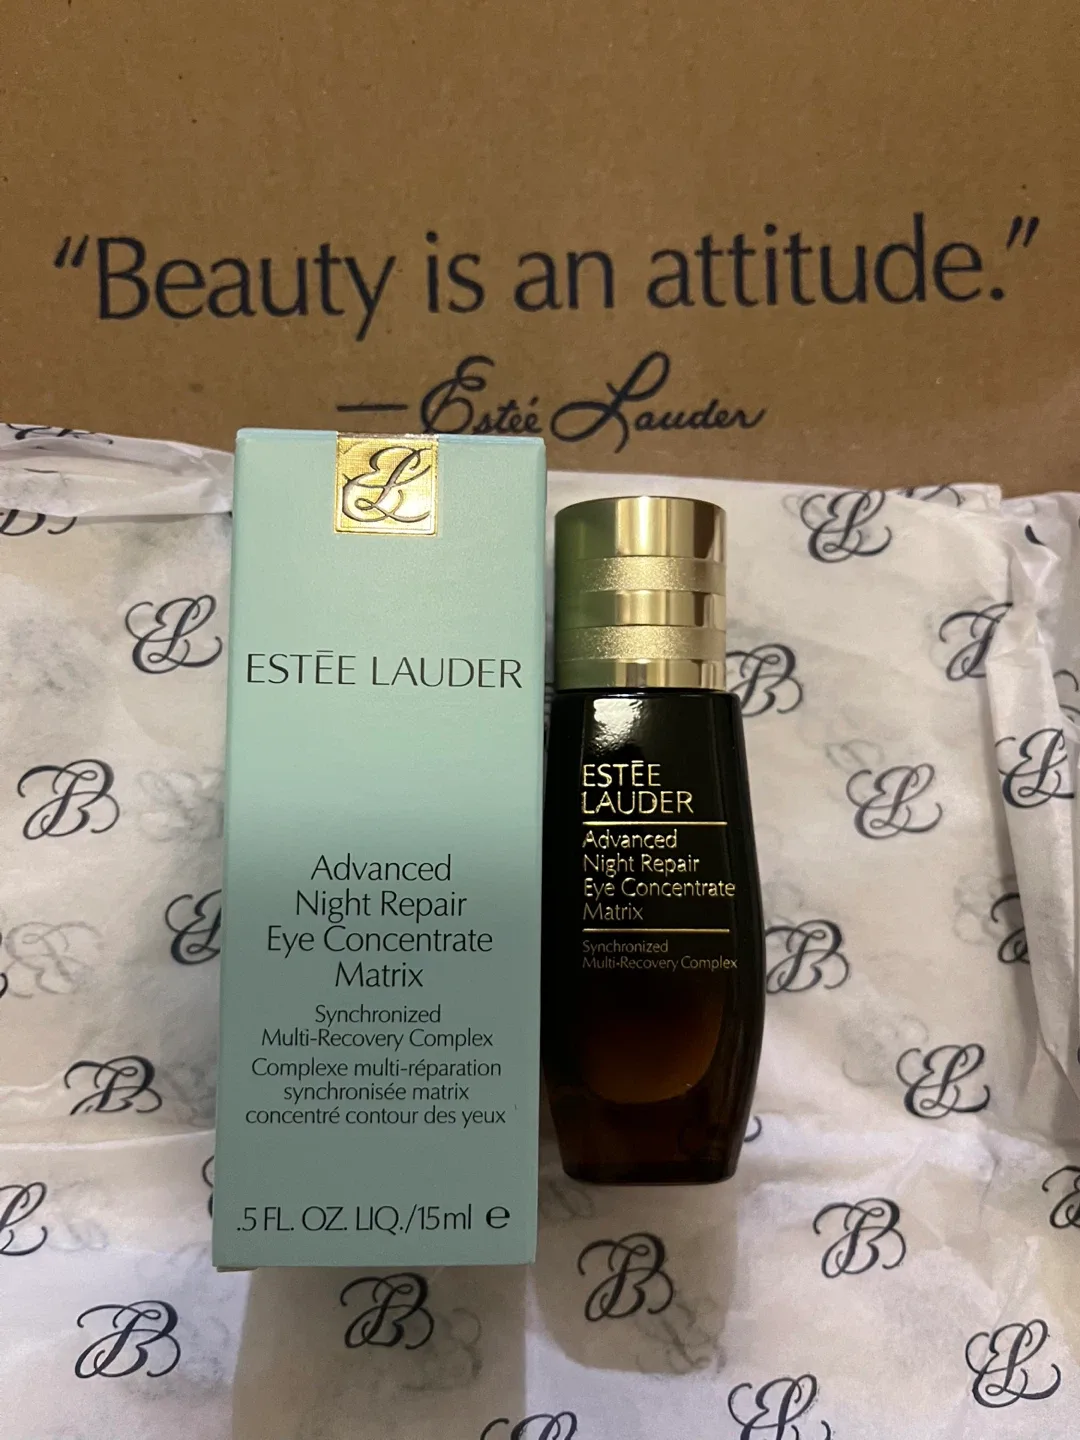 “Beauty is an attitude.”
— Estée Lauder
EL
ESTĒE LAUDER
Advanced
Night Repair
Eye Concentrate
Matrix
Synchronized
Multi-Recovery Complex
Complexe multi-réparation
synchronisée matrix
concentré contour des yeux
.5 FL. OZ. LIQ./15ml e
ESTĒE
LAUDER
Advanced
Night Repair
Eye Concentrate
Matrix
Synchronized
Multi-Recovery Complex